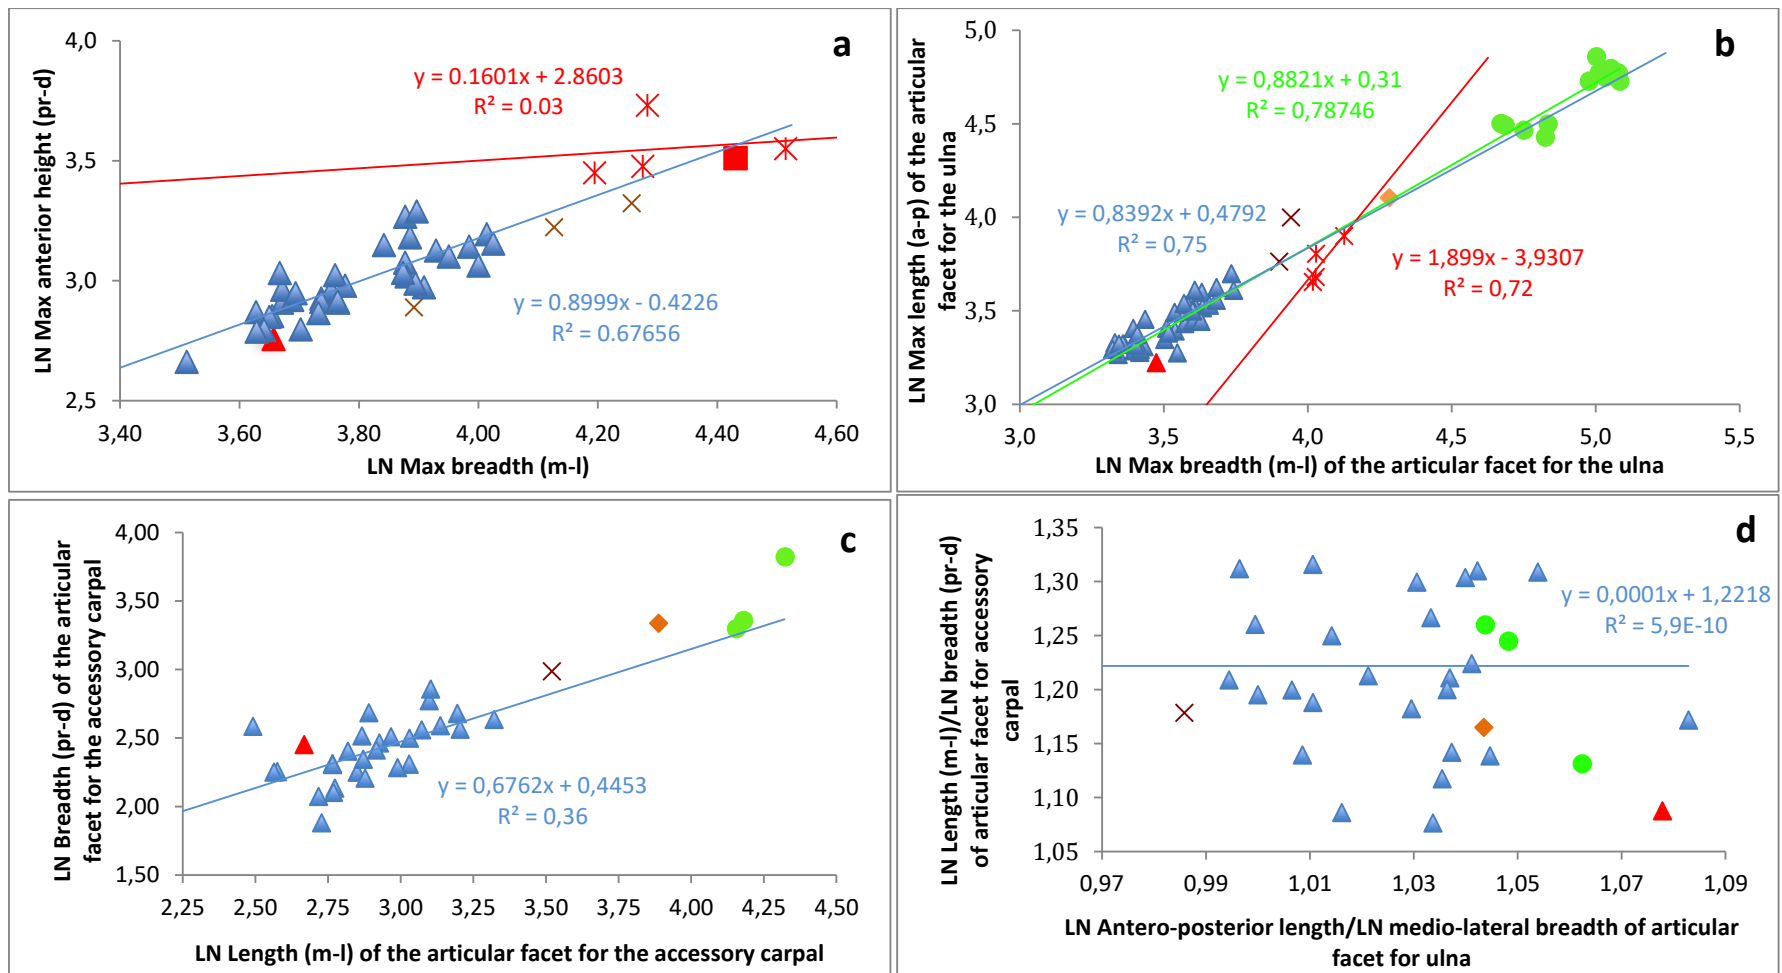 a
4,0
3,5
3,0
2,5
LN Max anterior height (pr-d)
y = 0.1601x + 2.8603
R² = 0.03
y = 0.8999x - 0.4226
R² = 0.67656
3,40 3,60 3,80 4,00 4,20 4,40 4,60
LN Max breadth (m-l)
b
5,0
4,5
4,0
3,5
3,0
LN Max length (a-p) of the articular
facet for the ulna
y = 0,8821x + 0,31
R² = 0,78746
y = 0,8392x + 0,4792
R² = 0,75
y = 1,899x - 3,9307
R² = 0,72
3,0 3,5 4,0 4,5 5,0 5,5
LN Max breadth (m-l) of the articular facet for the ulna
c
4,00
3,50
3,00
2,50
2,00
1,50
LN Breadth (pr-d) of the articular
facet for the accessory carpal
y = 0,6762x + 0,4453
R² = 0,36
2,25 2,50 2,75 3,00 3,25 3,50 3,75 4,00 4,25 4,50
LN Length (m-l) of the articular facet for the accessory carpal
d
1,35
1,30
1,25
1,20
1,15
1,10
1,05
LN Length (m-l)/LN breadth (pr-d)
of articular facet for accessory
carpal
y = 0,0001x + 1,2218
R² = 5,9E-10
0,97 0,99 1,01 1,03 1,05 1,07 1,09
LN Antero-posterior length/LN medio-lateral breadth of articular
facet for ulna